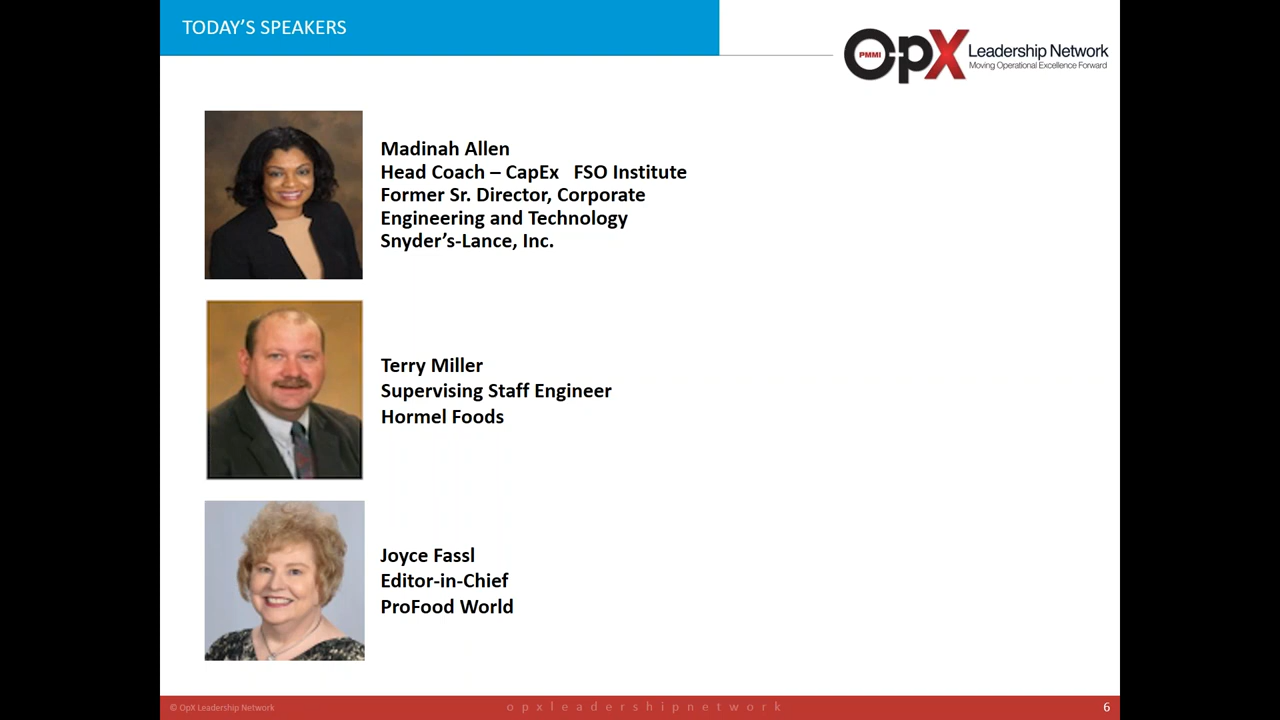 TODAY’S SPEAKERS
PMMI
OpX
Leadership Network
Moving Operational Excellence Forward
Madinah Allen
Head Coach – CapEx   FSO Institute
Former Sr. Director, Corporate
Engineering and Technology
Snyder’s-Lance, Inc.
Terry Miller
Supervising Staff Engineer
Hormel Foods
Joyce Fassl
Editor-in-Chief
ProFood World
© OpX Leadership Network
opxleadershipnetwork
6